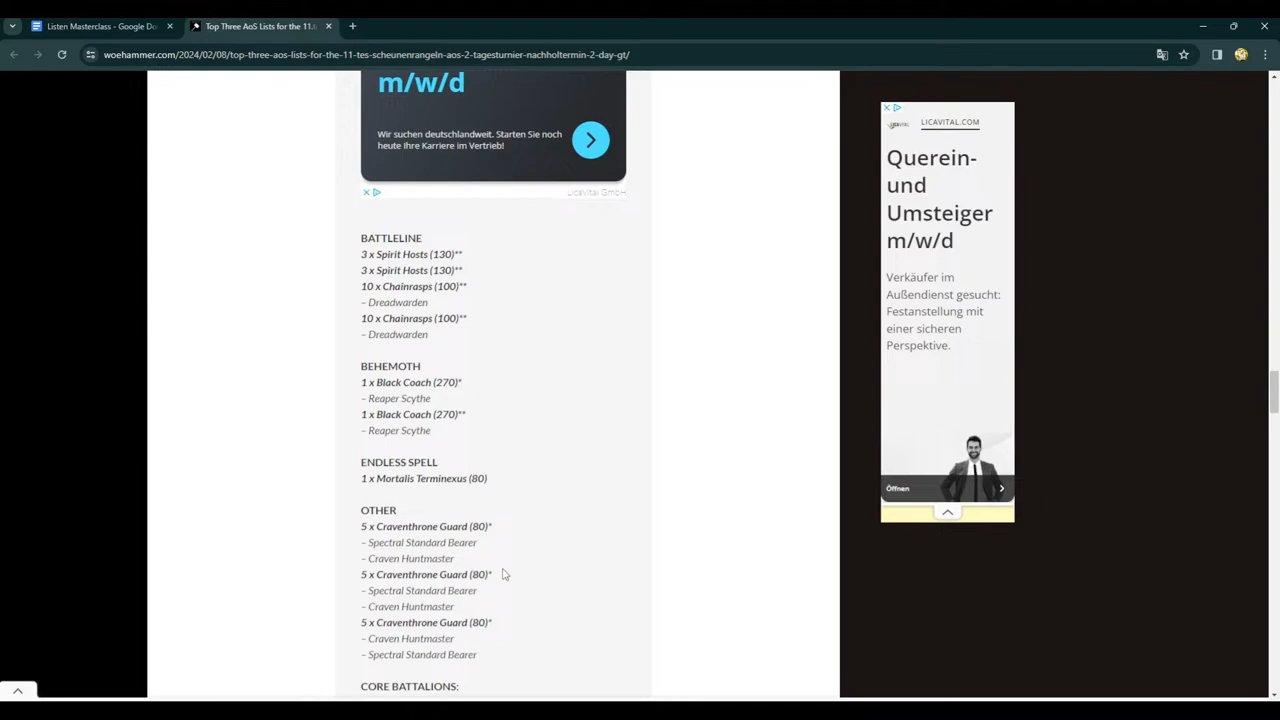 Listen Masterclass - Google Do
Top Three AoS Lists for the 11.t
woehammer.com/2024/02/08/top-three-aos-lists-for-the-11-tes-scheunenrangeln-aos-2-tagesturnier-nachholtermin-2-day-gt/
m/w/d
Wir suchen deutschlandweit. Starten Sie noch
heute Ihre Karriere im Vertrieb!
LicaVital GmbH
BATTLELINE
3 x Spirit Hosts (130)**
3 x Spirit Hosts (130)**
10 x Chainrasps (100)**
– Dreadwarden
10 x Chainrasps (100)**
– Dreadwarden
BEHEMOTH
1 x Black Coach (270)*
– Reaper Scythe
1 x Black Coach (270)**
– Reaper Scythe
ENDLESS SPELL
1 x Mortalis Terminexus (80)
OTHER
5 x Craventhrone Guard (80)*
– Spectral Standard Bearer
– Craven Huntmaster
5 x Craventhrone Guard (80)*
– Spectral Standard Bearer
– Craven Huntmaster
5 x Craventhrone Guard (80)*
– Craven Huntmaster
– Spectral Standard Bearer
CORE BATTALIONS:
LICAVITAL.COM
Querein-
und
Umsteiger
m/w/d
Verkäufer im
Außendienst gesucht:
Festanstellung mit
einer sicheren
Perspektive.
Öffnen